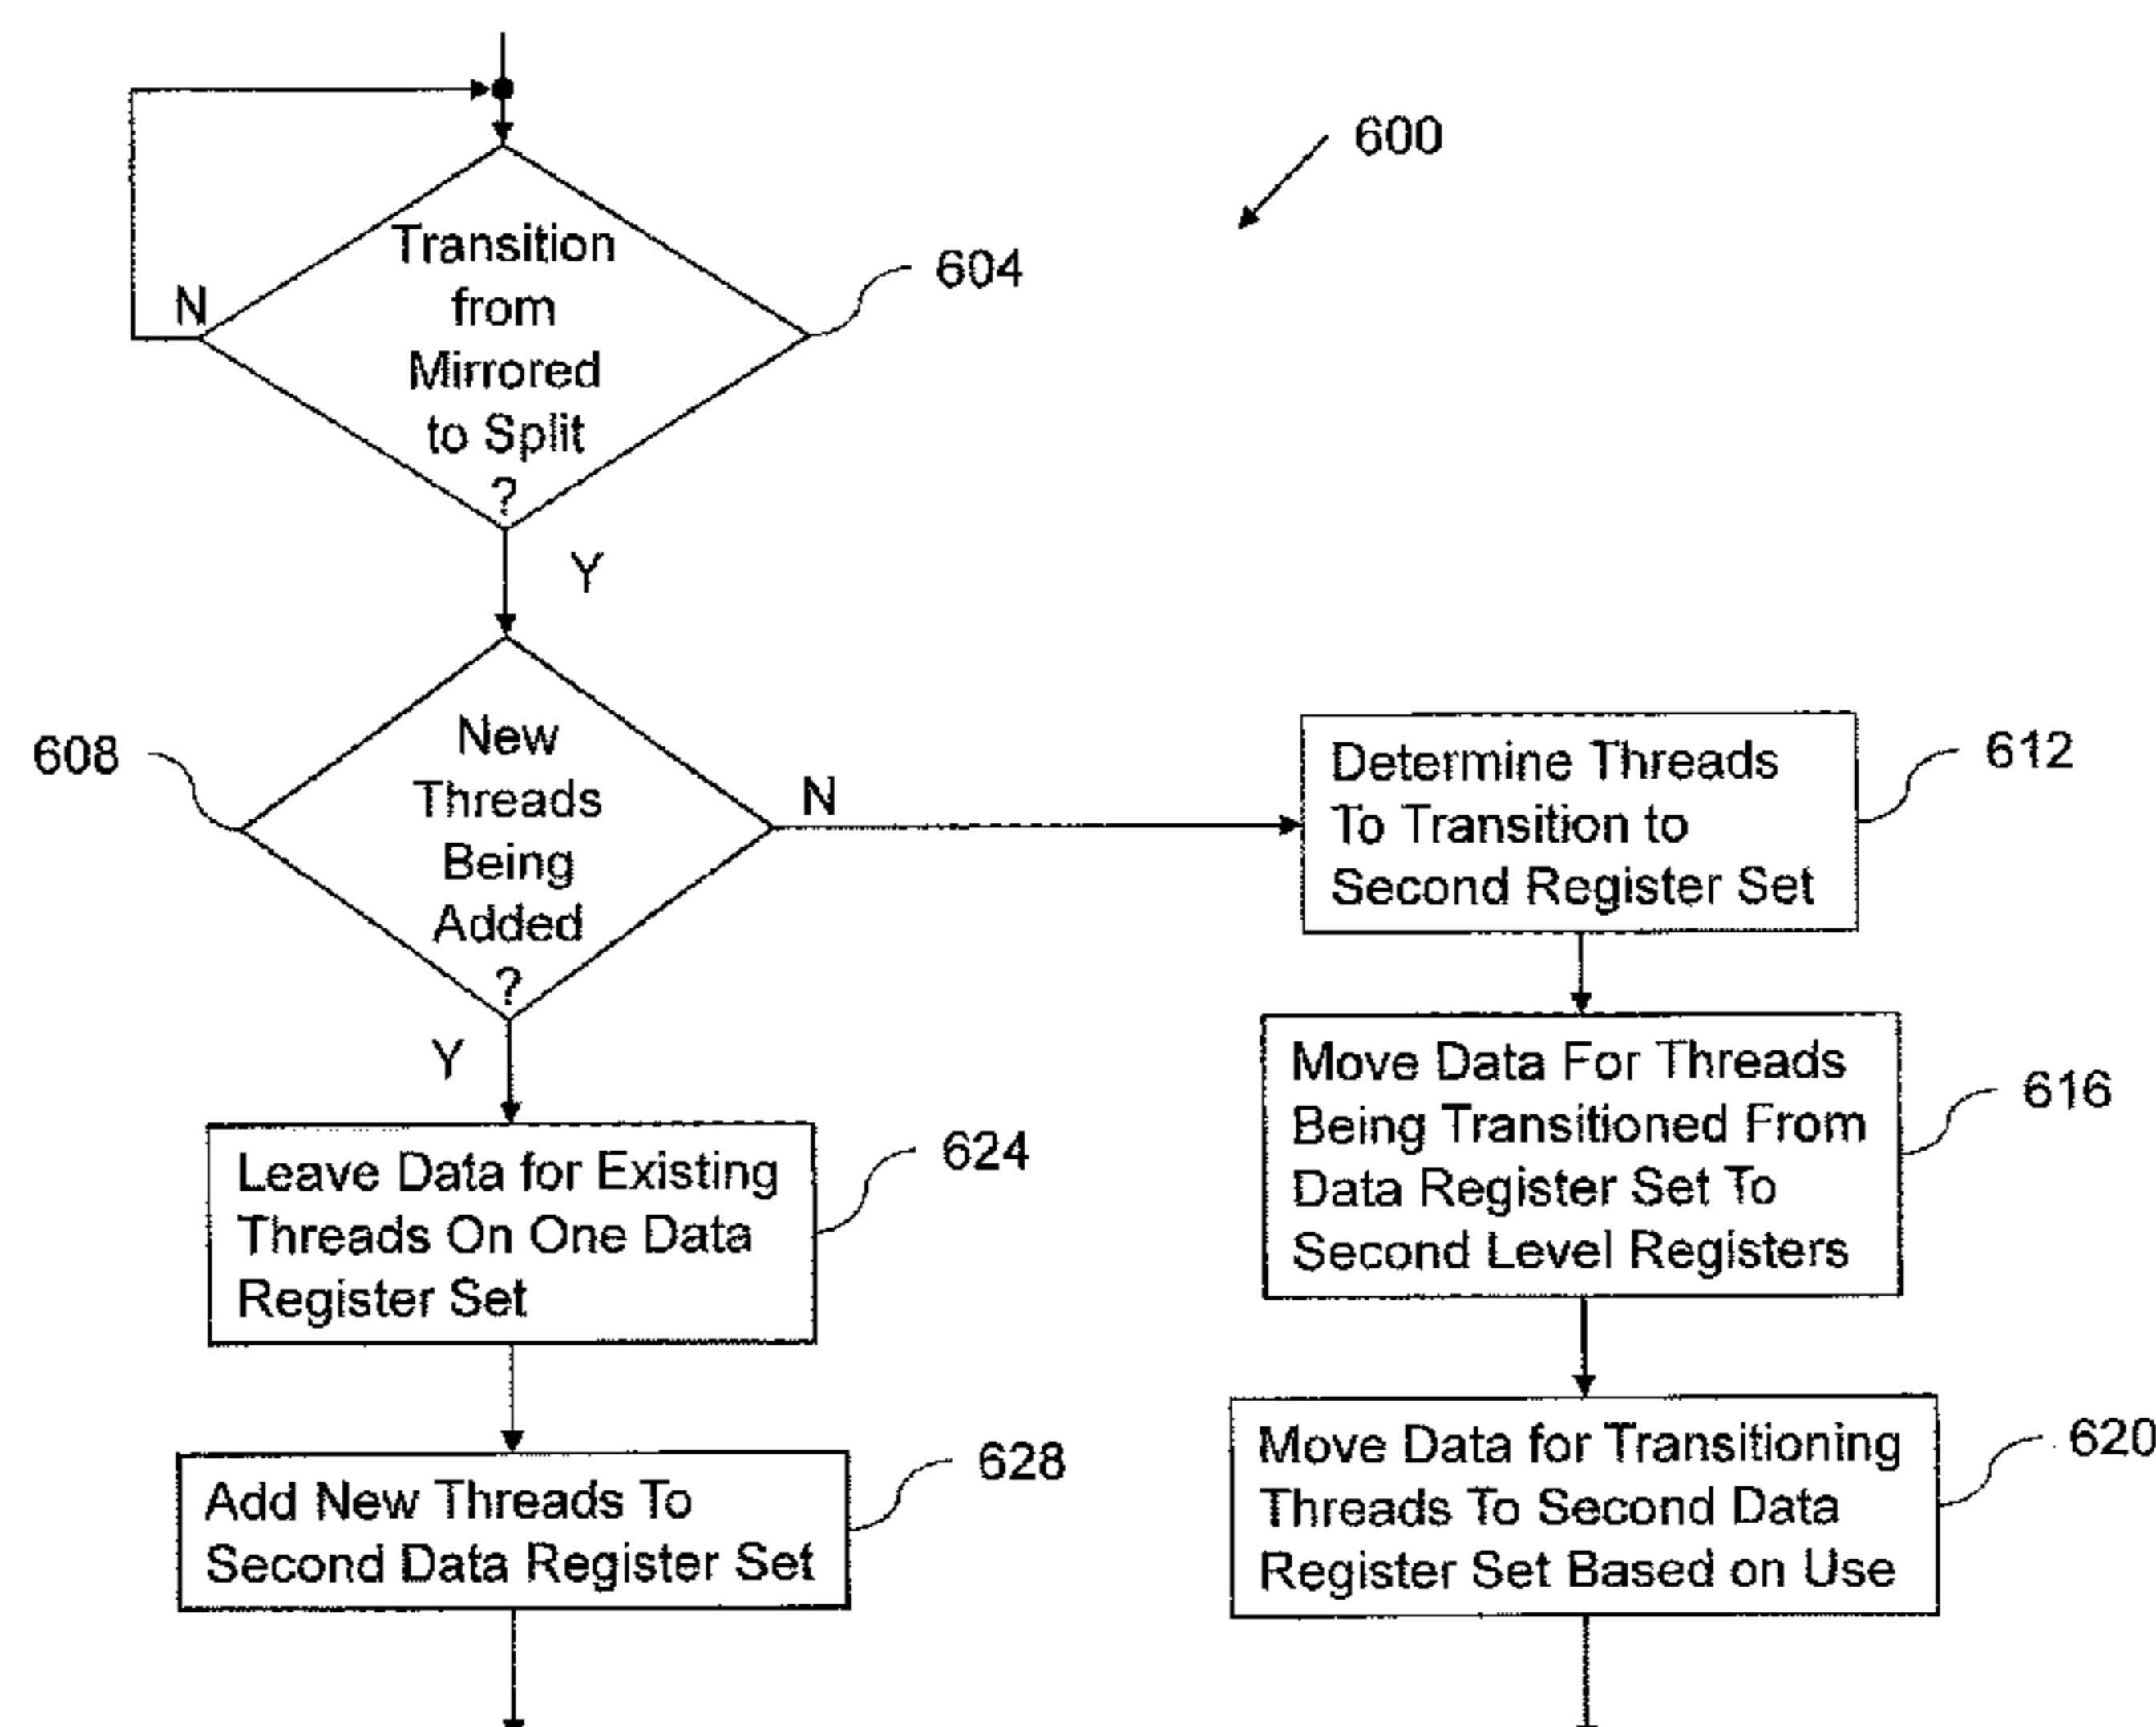 600
Transition
from
Mirrored
to Split
?
604
N
Y
608
New
Threads
Being
Added
?
N
Y
Determine Threads
To Transition to
Second Register Set
612
Move Data For Threads
Being Transitioned From
Data Register Set To
Second Level Registers
616
Leave Data for Existing
Threads On One Data
Register Set
624
Move Data for Transitioning
Threads To Second Data
Register Set Based on Use
620
Add New Threads To
Second Data Register Set
628